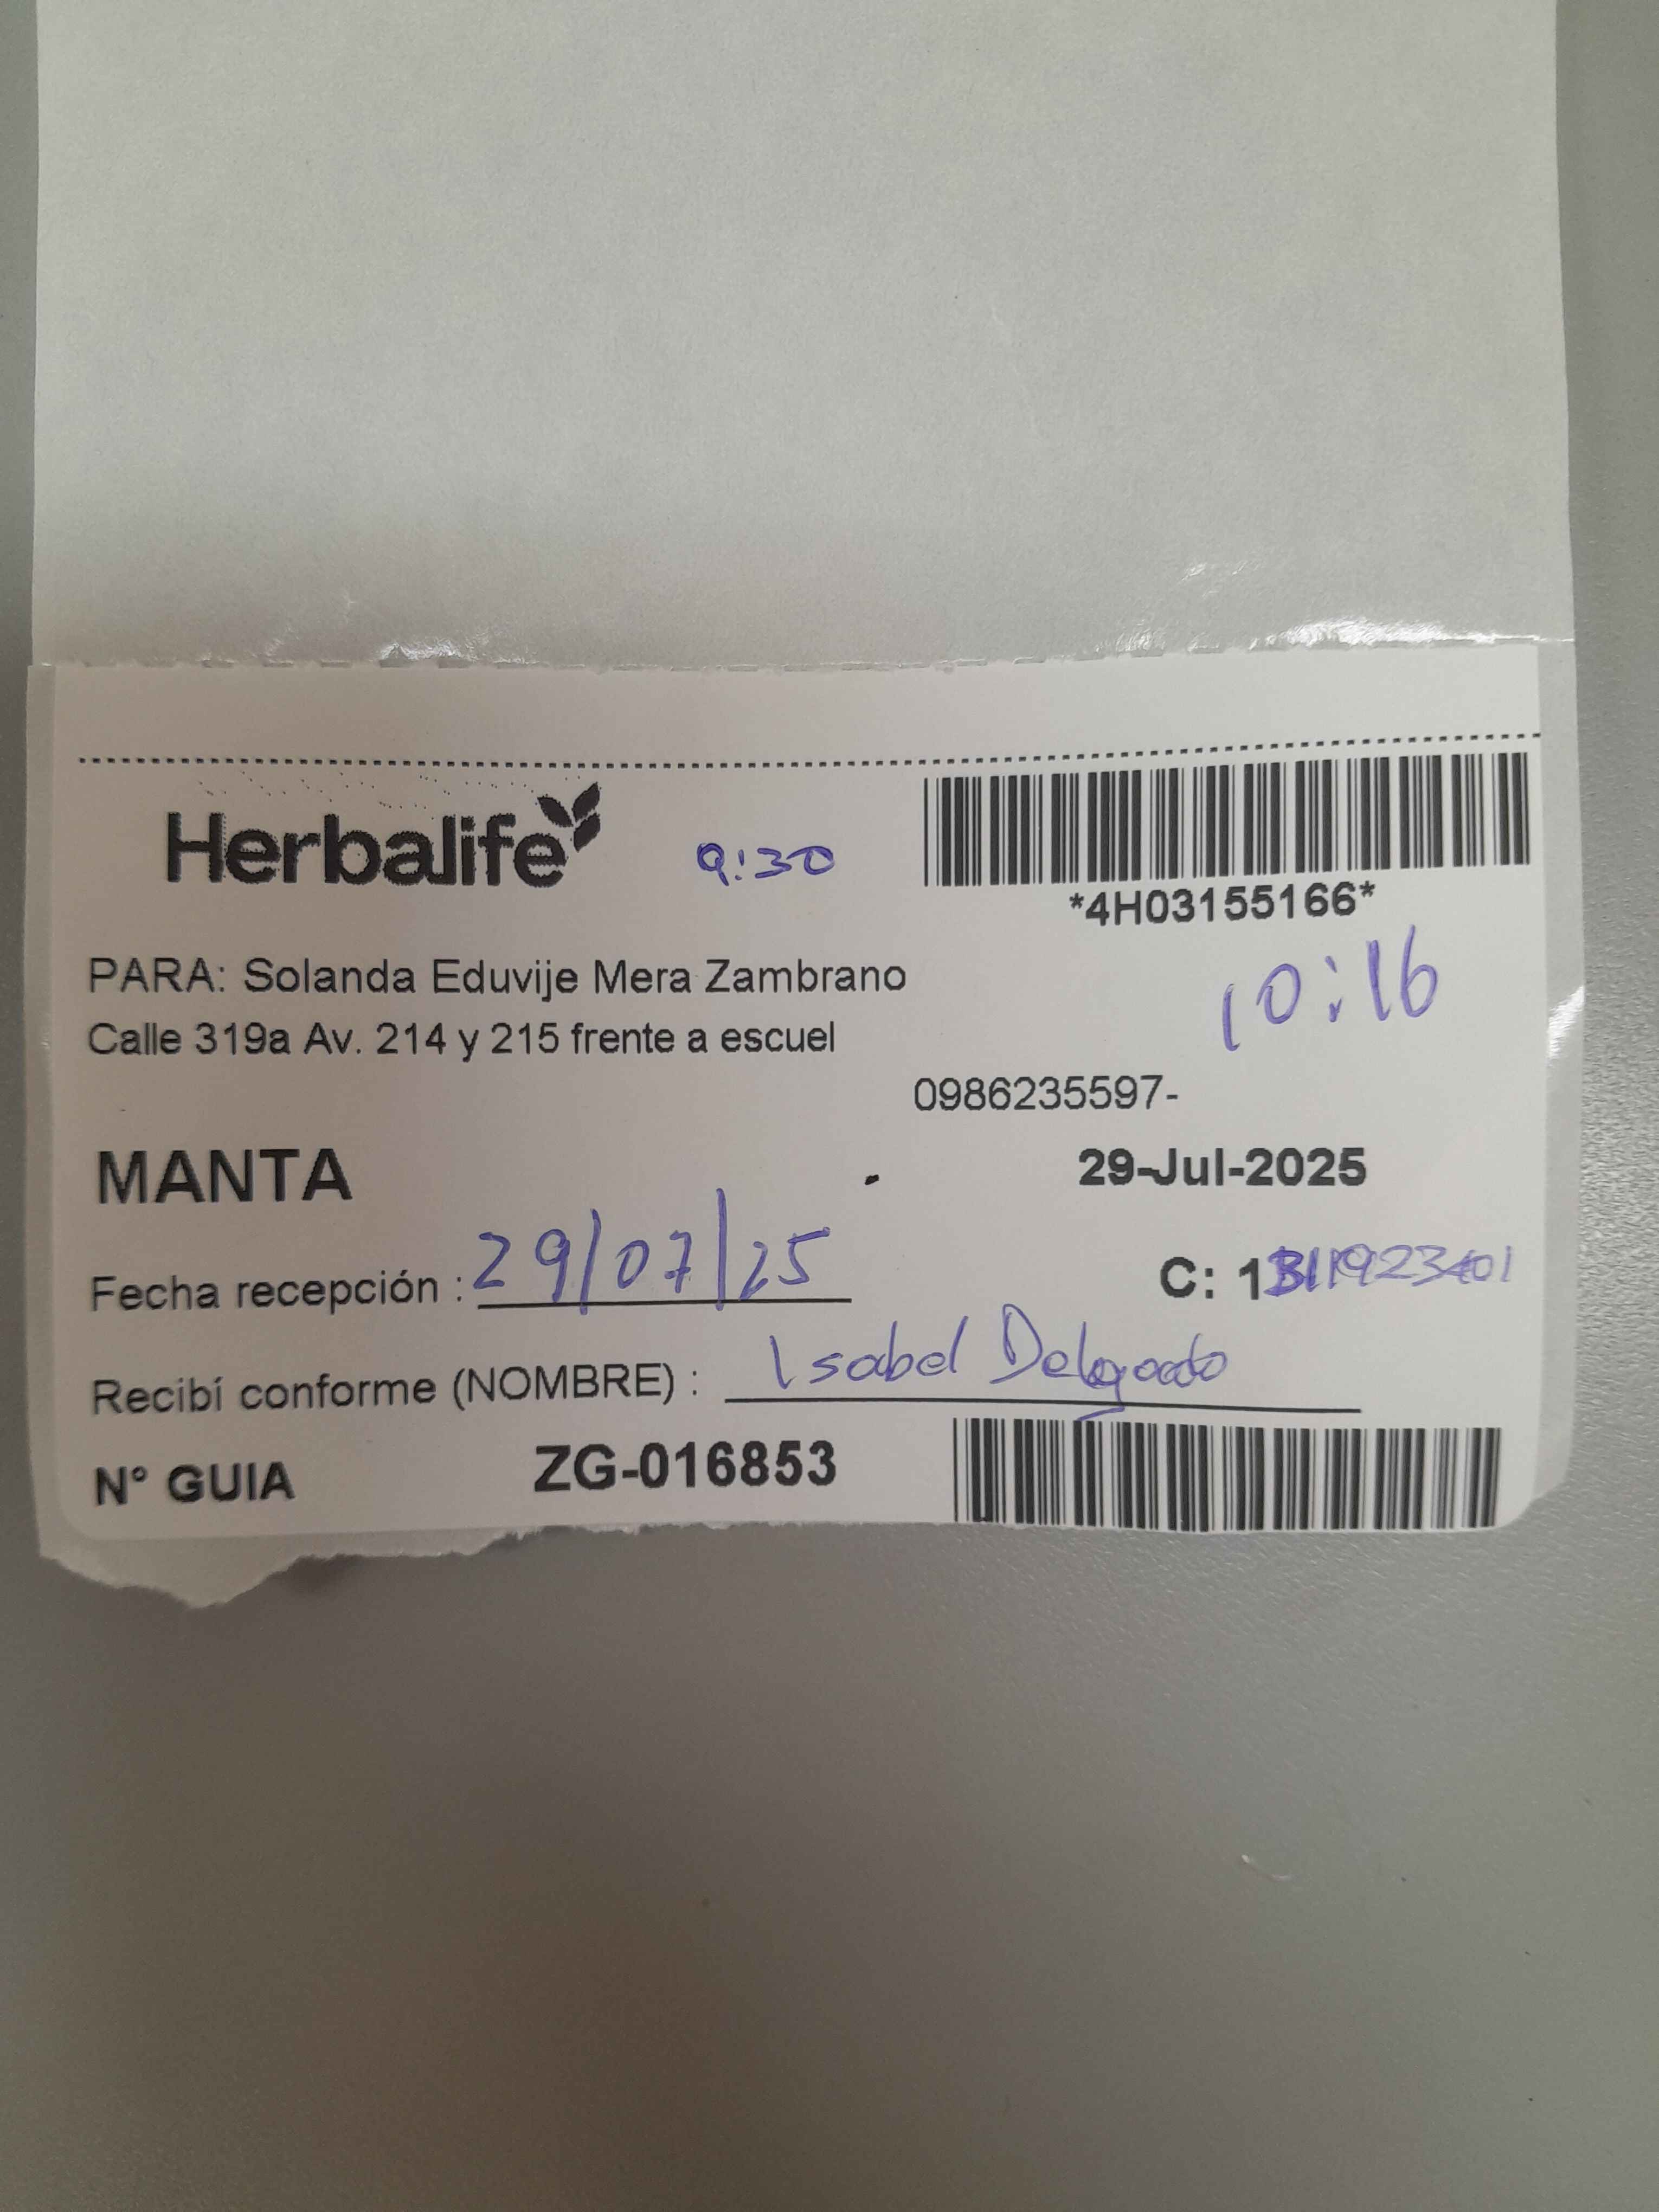 Herbalife 9:30
*4H03155166*
PARA: Solanda Eduvije Mera Zambrano
10:16
Calle 319a Av. 214 y 215 frente a escuel
0986235597-
MANTA
29-Jul-2025
Fecha recepción : 29/07/25
C: 1
Recibí conforme (NOMBRE) : Isabel Delgado
N° GUIA ZG-016853